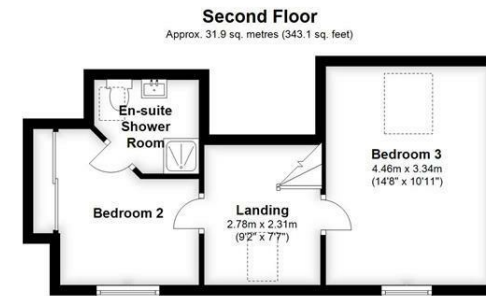 Second Floor
Approx. 31.9 sq. metres (343.1 sq. feet)
En-suite
Shower
Room
Bedroom 2
Landing
2.78m x 2.31m
(9'2" x 7'7")
Bedroom 3
4.46m x 3.34m
(14'8" x 10'11")